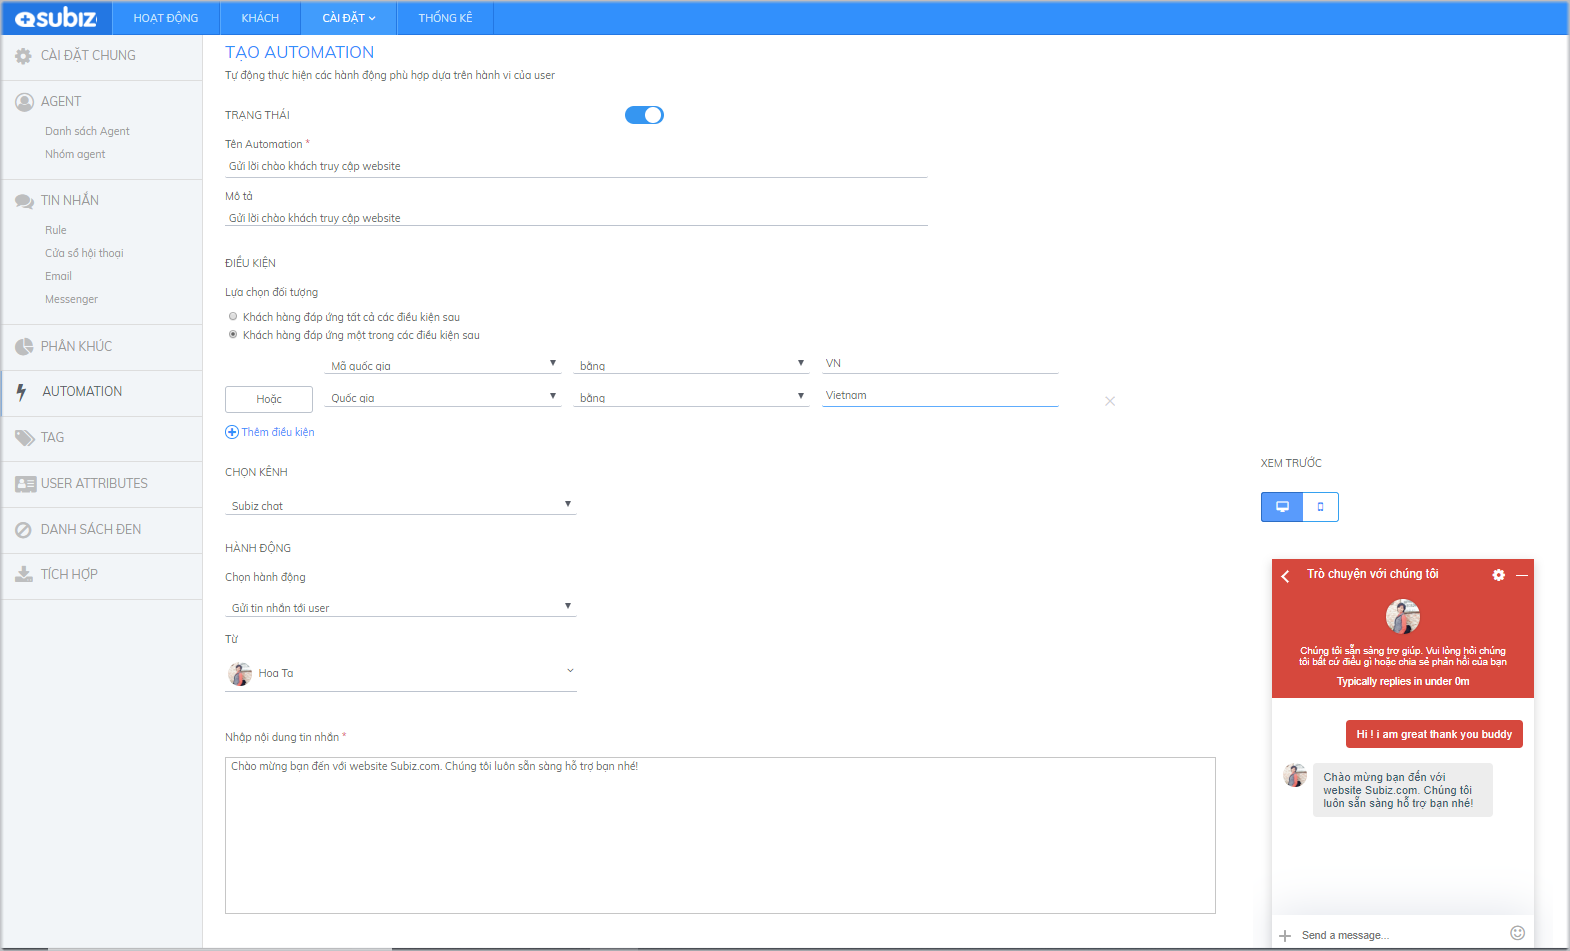 subiz
HOẠT ĐỘNG
KHÁCH
CÀI ĐẶT
THỐNG KÊ
CÀI ĐẶT CHUNG
AGENT
Danh sách Agent
Nhóm agent
TIN NHẮN
Rule
Cửa sổ hội thoại
Email
Messenger
PHÂN KHÚC
AUTOMATION
TAG
USER ATTRIBUTES
DANH SÁCH ĐEN
TÍCH HỢP
TẠO AUTOMATION
Tự động thực hiện các hành động phù hợp dựa trên hành vi của user
TRẠNG THÁI
Tên Automation *
Gửi lời chào khách truy cập website
Mô tả
Gửi lời chào khách truy cập website
ĐIỀU KIỆN
Lựa chọn đối tượng
Khách hàng đáp ứng tất cả các điều kiện sau
Khách hàng đáp ứng một trong các điều kiện sau
Mã quốc gia bằng VN
Hoặc Quốc gia bằng Vietnam
Thêm điều kiện
CHỌN KÊNH
Subiz chat
HÀNH ĐỘNG
Chọn hành động
Gửi tin nhắn tới user
Từ
Hoa Ta
Nhập nội dung tin nhắn *
Chào mừng bạn đến với website Subiz.com. Chúng tôi luôn sẵn sàng hỗ trợ bạn nhé!
XEM TRƯỚC
Trò chuyện với chúng tôi
Chúng tôi sẵn sàng trợ giúp. Vui lòng hỏi chúng
tôi bất cứ điều gì hoặc chia sẻ phản hồi của bạn
Typically replies in under 0m
Hi ! i am great thank you buddy
Chào mừng bạn đến với
website Subiz.com. Chúng tôi
luôn sẵn sàng hỗ trợ bạn nhé!
Send a message...